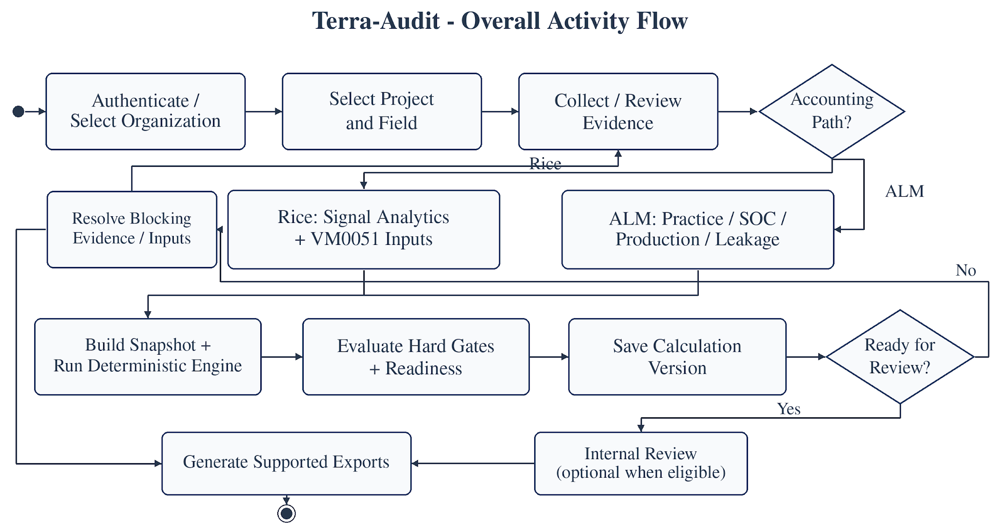 Terra-Audit - Overall Activity Flow
Authenticate /
Select Organization
Select Project
and Field
Collect / Review
Evidence
Accounting
Path?
Rice
ALM
Resolve Blocking
Evidence / Inputs
Rice: Signal Analytics
+ VM0051 Inputs
ALM: Practice / SOC /
Production / Leakage
No
Build Snapshot +
Run Deterministic Engine
Evaluate Hard Gates
+ Readiness
Save Calculation
Version
Ready for
Review?
Yes
Generate Supported Exports
Internal Review
(optional when eligible)